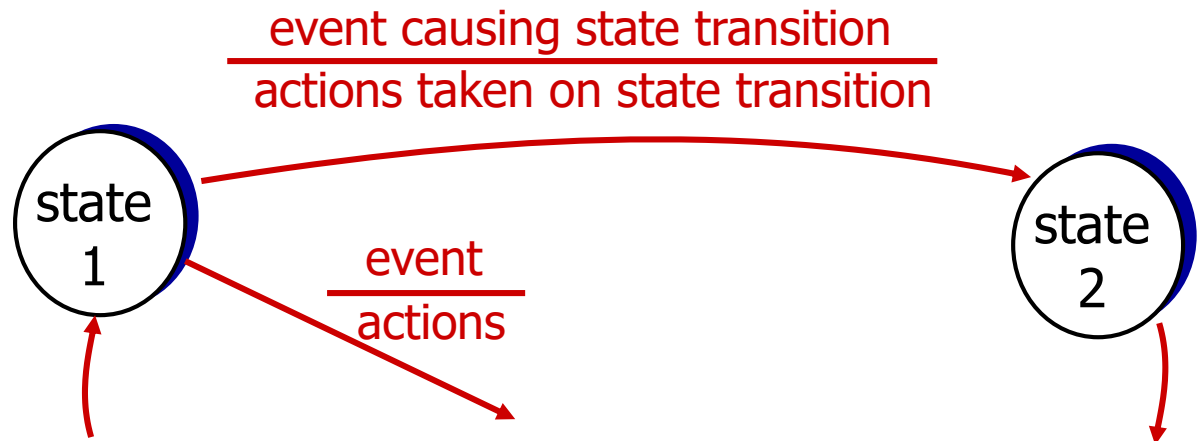 event causing state transition
actions taken on state transition
state
1
event
actions
state
2